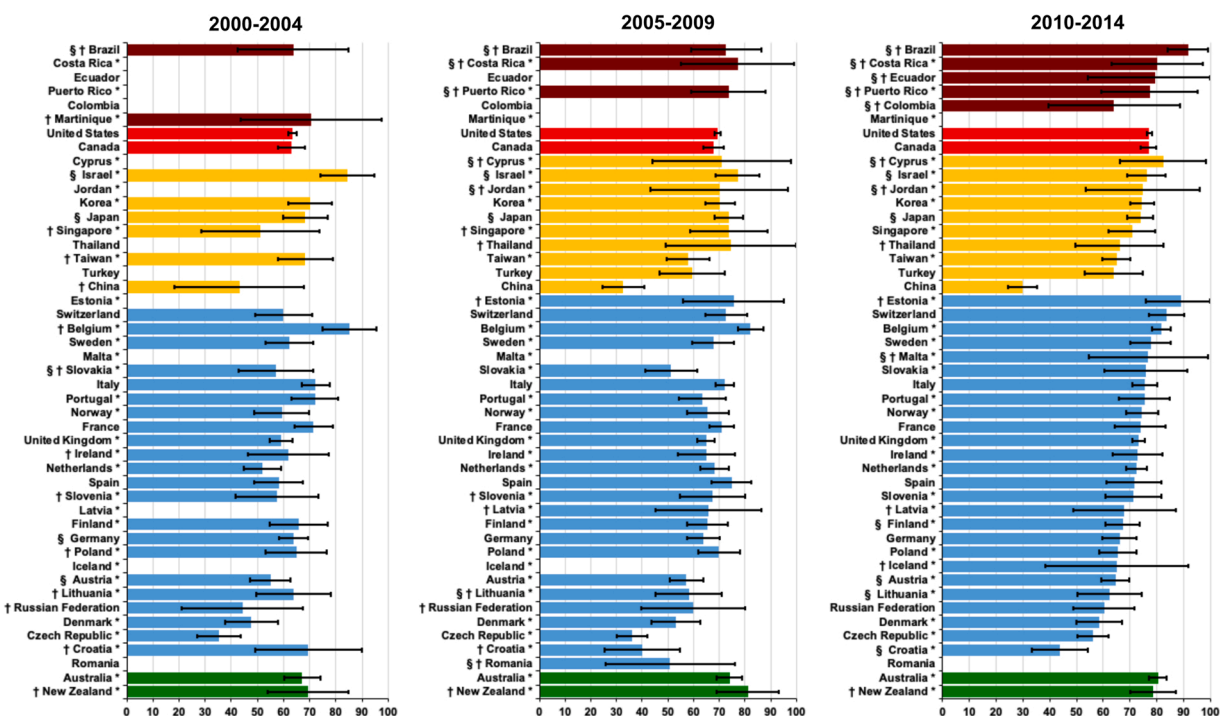 2000-2004
§ † Brazil
Costa Rica *
Ecuador
Puerto Rico *
Colombia
† Martinique *
United States
Canada
Cyprus *
§ Israel *
Jordan *
Korea *
§ Japan
† Singapore *
Thailand
† Taiwan *
Turkey
† China
Estonia *
Switzerland
† Belgium *
Sweden *
Malta *
§ † Slovakia *
Italy
Portugal *
Norway *
France
United Kingdom *
† Ireland *
Netherlands *
Spain
† Slovenia *
Latvia *
Finland *
§ Germany
† Poland *
Iceland *
§ Austria *
† Lithuania *
† Russian Federation
Denmark *
Czech Republic *
† Croatia *
Romania
Australia *
† New Zealand *
0 10 20 30 40 50 60 70 80 90 100
2005-2009
§ † Brazil
§ † Costa Rica *
Ecuador
§ † Puerto Rico *
Colombia
Martinique *
United States
Canada
§ † Cyprus *
§ Israel *
§ † Jordan *
Korea *
§ Japan
† Singapore *
† Thailand
Taiwan *
Turkey
China
† Estonia *
Switzerland
Belgium *
Sweden *
Malta *
Slovakia *
Italy
Portugal *
Norway *
France
United Kingdom *
Ireland *
Netherlands *
Spain
† Slovenia *
† Latvia *
Finland *
Germany
Poland *
Iceland *
Austria *
§ † Lithuania *
† Russian Federation
Denmark *
Czech Republic *
† Croatia *
§ † Romania
Australia *
† New Zealand *
0 10 20 30 40 50 60 70 80 90 100
2010-2014
§ † Brazil
§ † Costa Rica *
§ † Ecuador
§ † Puerto Rico *
§ † Colombia
Martinique *
United States
Canada
§ † Cyprus *
§ Israel *
§ † Jordan *
Korea *
§ Japan
Singapore *
† Thailand
Taiwan *
Turkey
China
† Estonia *
Switzerland
Belgium *
Sweden *
§ † Malta *
Slovakia *
Italy
Portugal *
Norway *
France
United Kingdom *
Ireland *
Netherlands *
Spain
Slovenia *
† Latvia *
§ Finland *
Germany
Poland *
† Iceland *
§ Austria *
§ Lithuania *
Russian Federation
Denmark *
Czech Republic *
§ Croatia *
Romania
Australia *
† New Zealand *
0 10 20 30 40 50 60 70 80 90 100